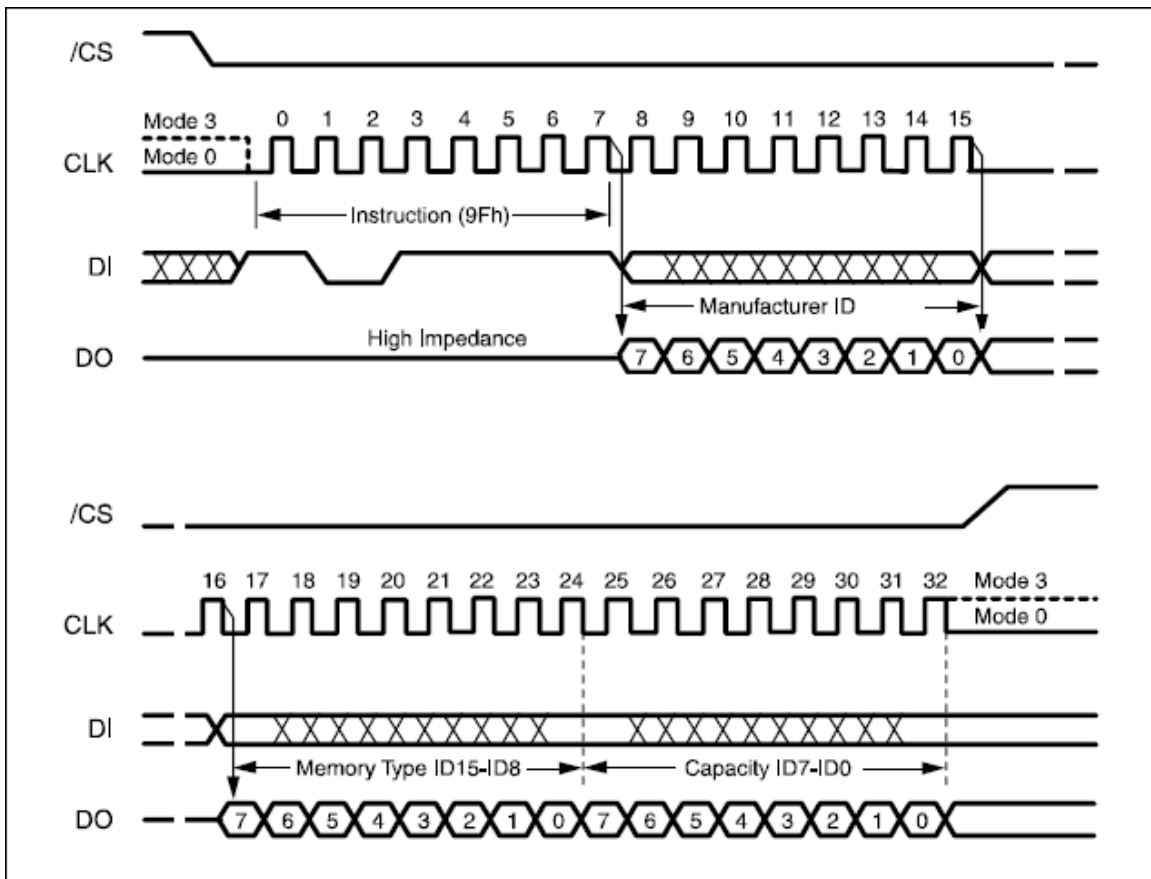 /CS
Mode 3 0 1 2 3 4 5 6 7 8 9 10 11 12 13 14 15
CLK Mode 0
Instruction (9Fh)
DI
Manufacturer ID
High Impedance
DO 7 6 5 4 3 2 1 0
/CS
16 17 18 19 20 21 22 23 24 25 26 27 28 29 30 31 32 Mode 3
CLK Mode 0
DI
Memory Type ID15-ID8 Capacity ID7-ID0
DO 7 6 5 4 3 2 1 0 7 6 5 4 3 2 1 0